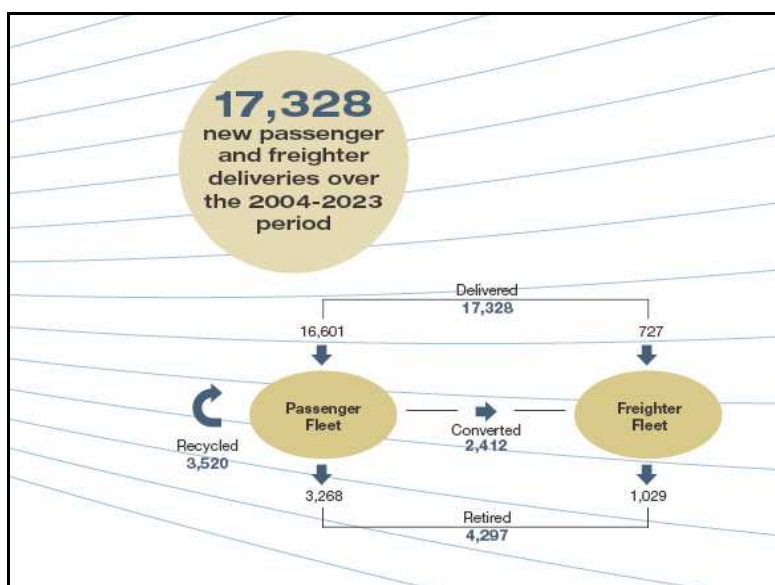 17,328
new passenger
and freighter
deliveries over
the 2004-2023
period
Delivered
17,328
16,601
727
Passenger
Fleet
Freighter
Fleet
Recycled
3,520
Converted
2,412
3,268
1,029
Retired
4,297